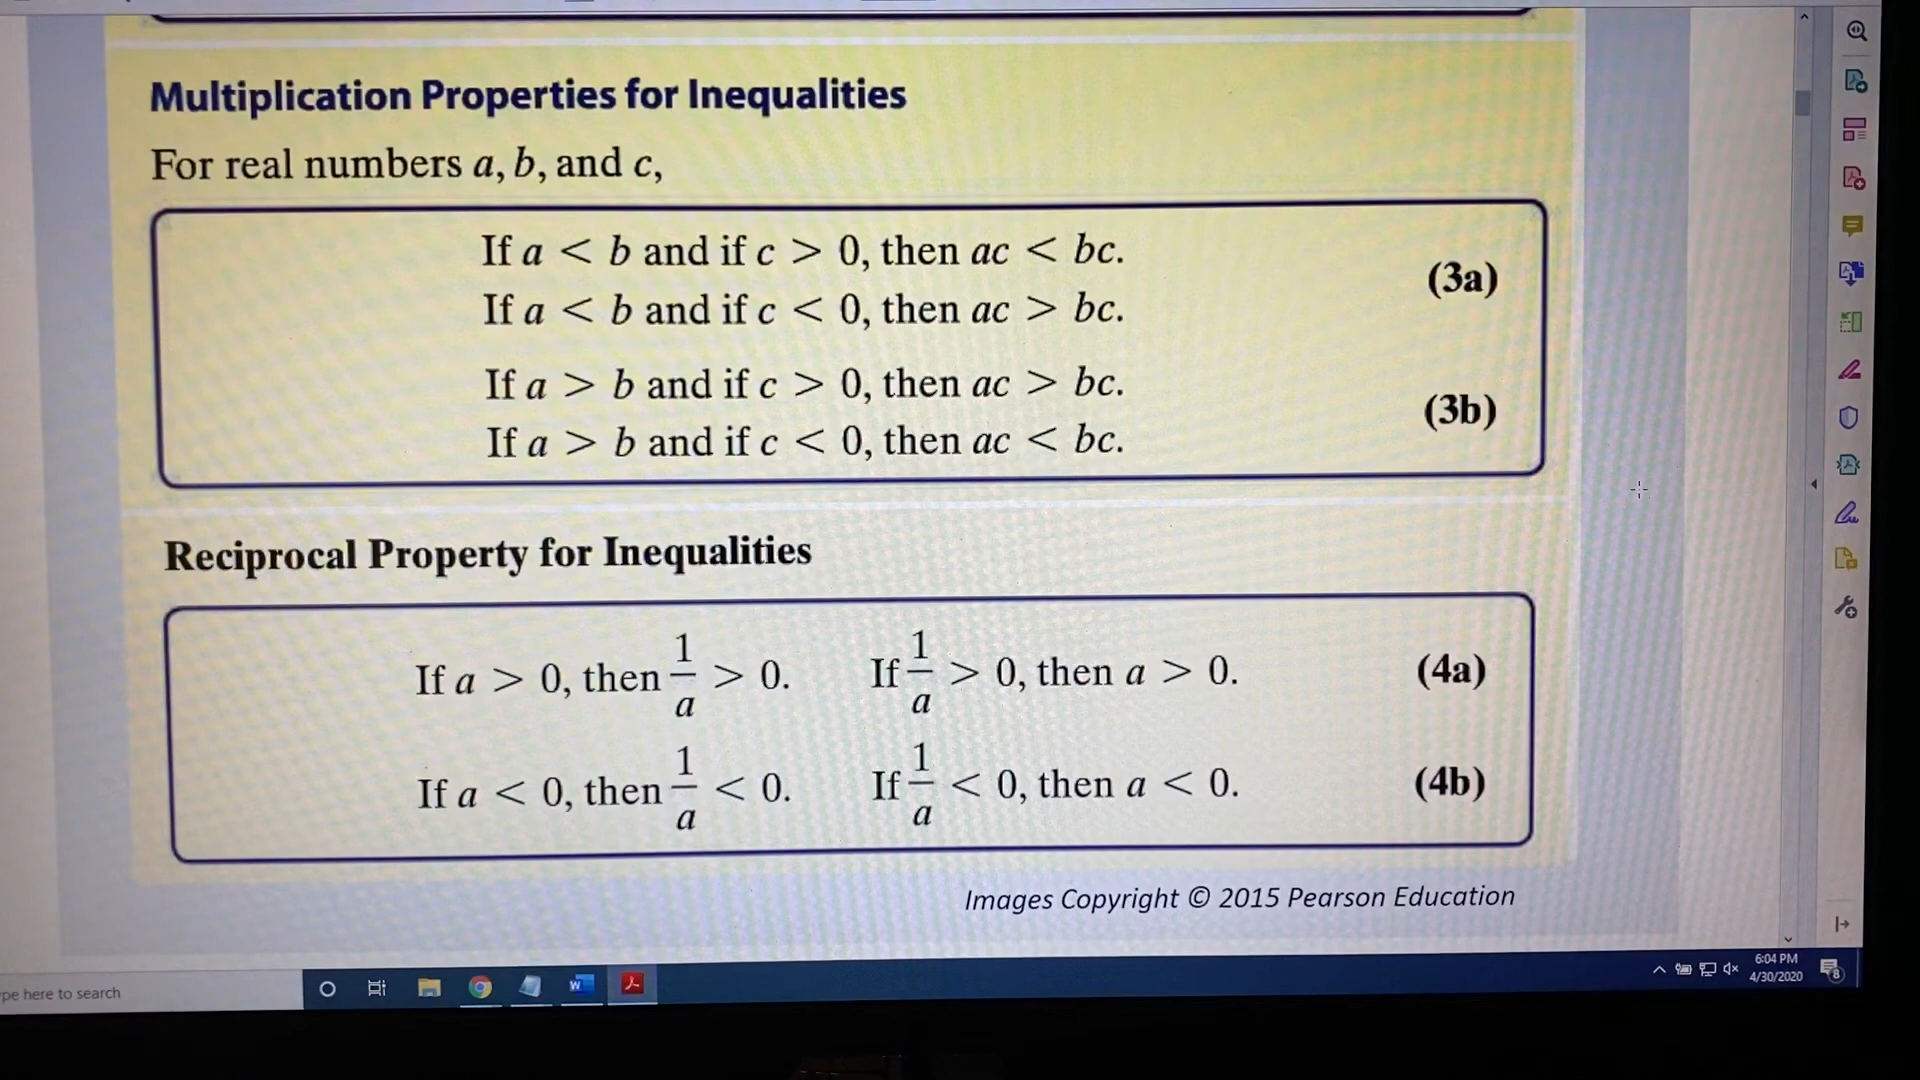 Multiplication Properties for Inequalities
For real numbers a, b, and c,
If a < b and if c > 0, then ac < bc.
(3a)
If a < b and if c < 0, then ac > bc.
If a > b and if c > 0, then ac > bc.
(3b)
If a > b and if c < 0, then ac < bc.
Reciprocal Property for Inequalities
If a > 0, then 1/a > 0. If 1/a > 0, then a > 0. (4a)
If a < 0, then 1/a < 0. If 1/a < 0, then a < 0. (4b)
Images Copyright © 2015 Pearson Education
6:04 PM
4/30/2020
8
pe here to search
W